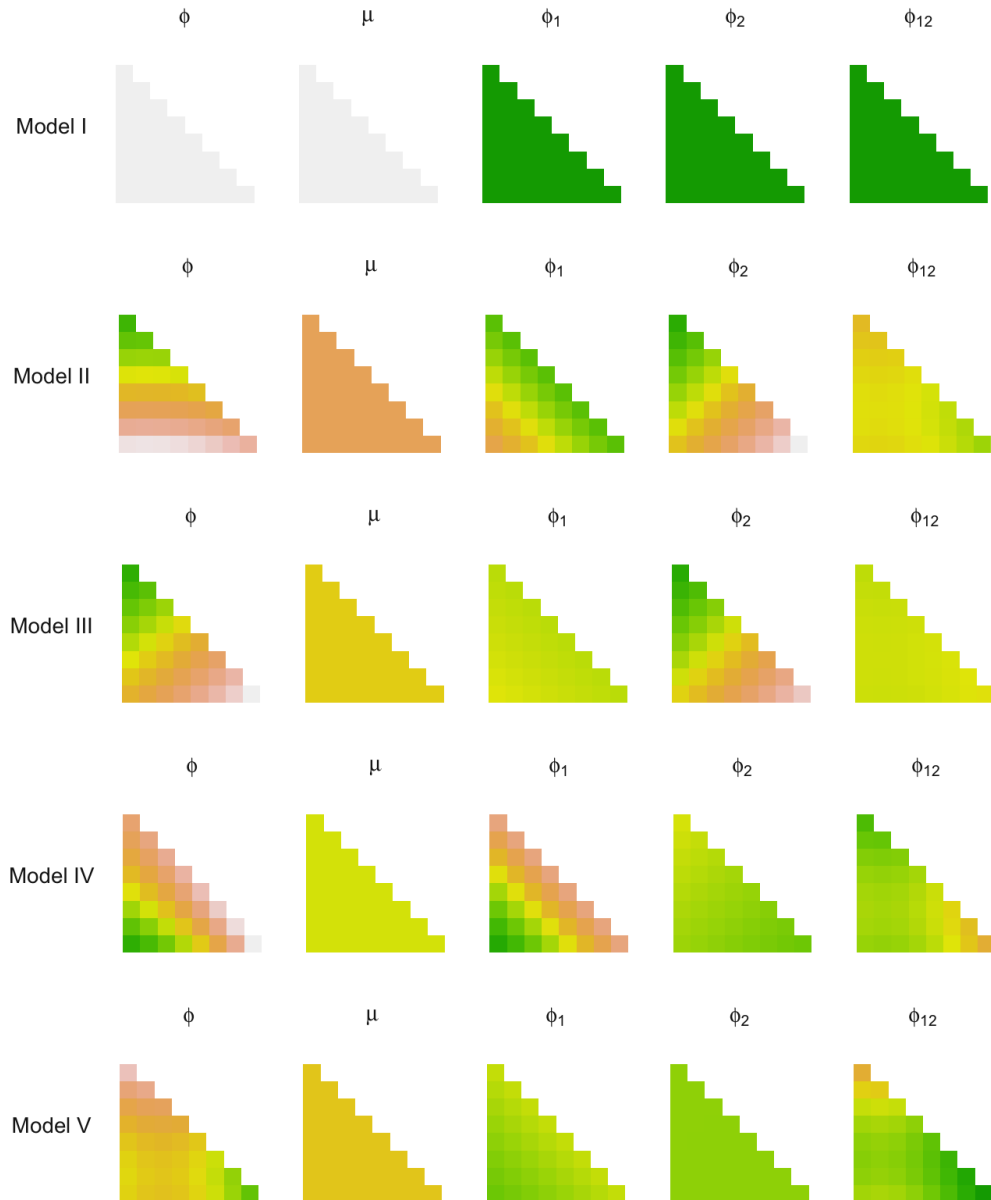 ϕ μ ϕ₁ ϕ₂ ϕ₁₂
Model I
ϕ μ ϕ₁ ϕ₂ ϕ₁₂
Model II
ϕ μ ϕ₁ ϕ₂ ϕ₁₂
Model III
ϕ μ ϕ₁ ϕ₂ ϕ₁₂
Model IV
ϕ μ ϕ₁ ϕ₂ ϕ₁₂
Model V